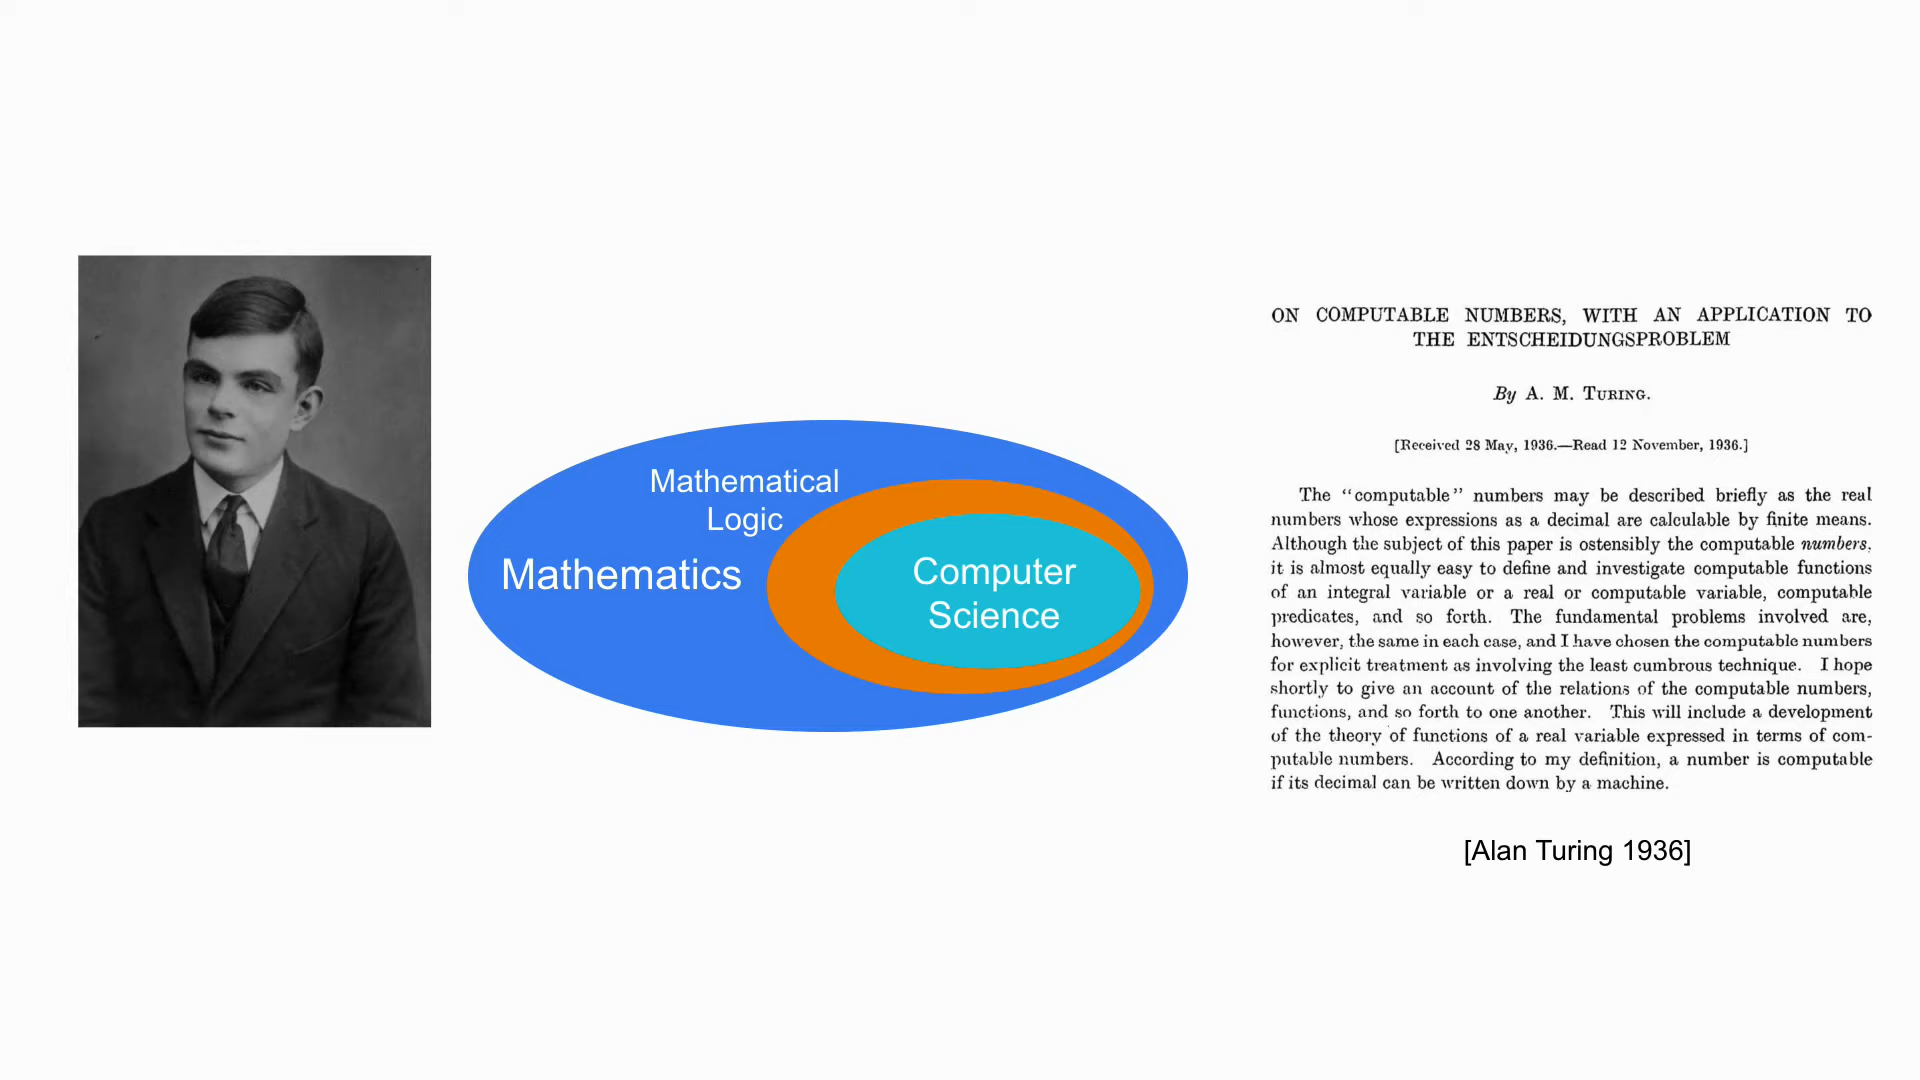 Mathematical
Logic
Mathematics
Computer
Science
ON COMPUTABLE NUMBERS, WITH AN APPLICATION TO
THE ENTSCHEIDUNGSPROBLEM
By A. M. TURING.
[Received 28 May, 1936.—Read 12 November, 1936.]
The "computable" numbers may be described briefly as the real
numbers whose expressions as a decimal are calculable by finite means.
Although the subject of this paper is ostensibly the computable numbers,
it is almost equally easy to define and investigate computable functions
of an integral variable or a real or computable variable, computable
predicates, and so forth. The fundamental problems involved are,
however, the same in each case, and I have chosen the computable numbers
for explicit treatment as involving the least cumbrous technique. I hope
shortly to give an account of the relations of the computable numbers,
functions, and so forth to one another. This will include a development
of the theory of functions of a real variable expressed in terms of com-
putable numbers. According to my definition, a number is computable
if its decimal can be written down by a machine.
[Alan Turing 1936]